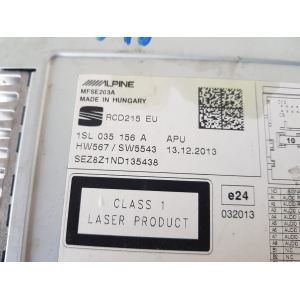 ALPINE
MFSE203A
MADE IN HUNGARY
RCD215 EU
1SL 035 156 A APU
HW567 / SW5543 13.12.2013
SEZ8Z1ND135438
CLASS 1
LASER PRODUCT
e24
032013